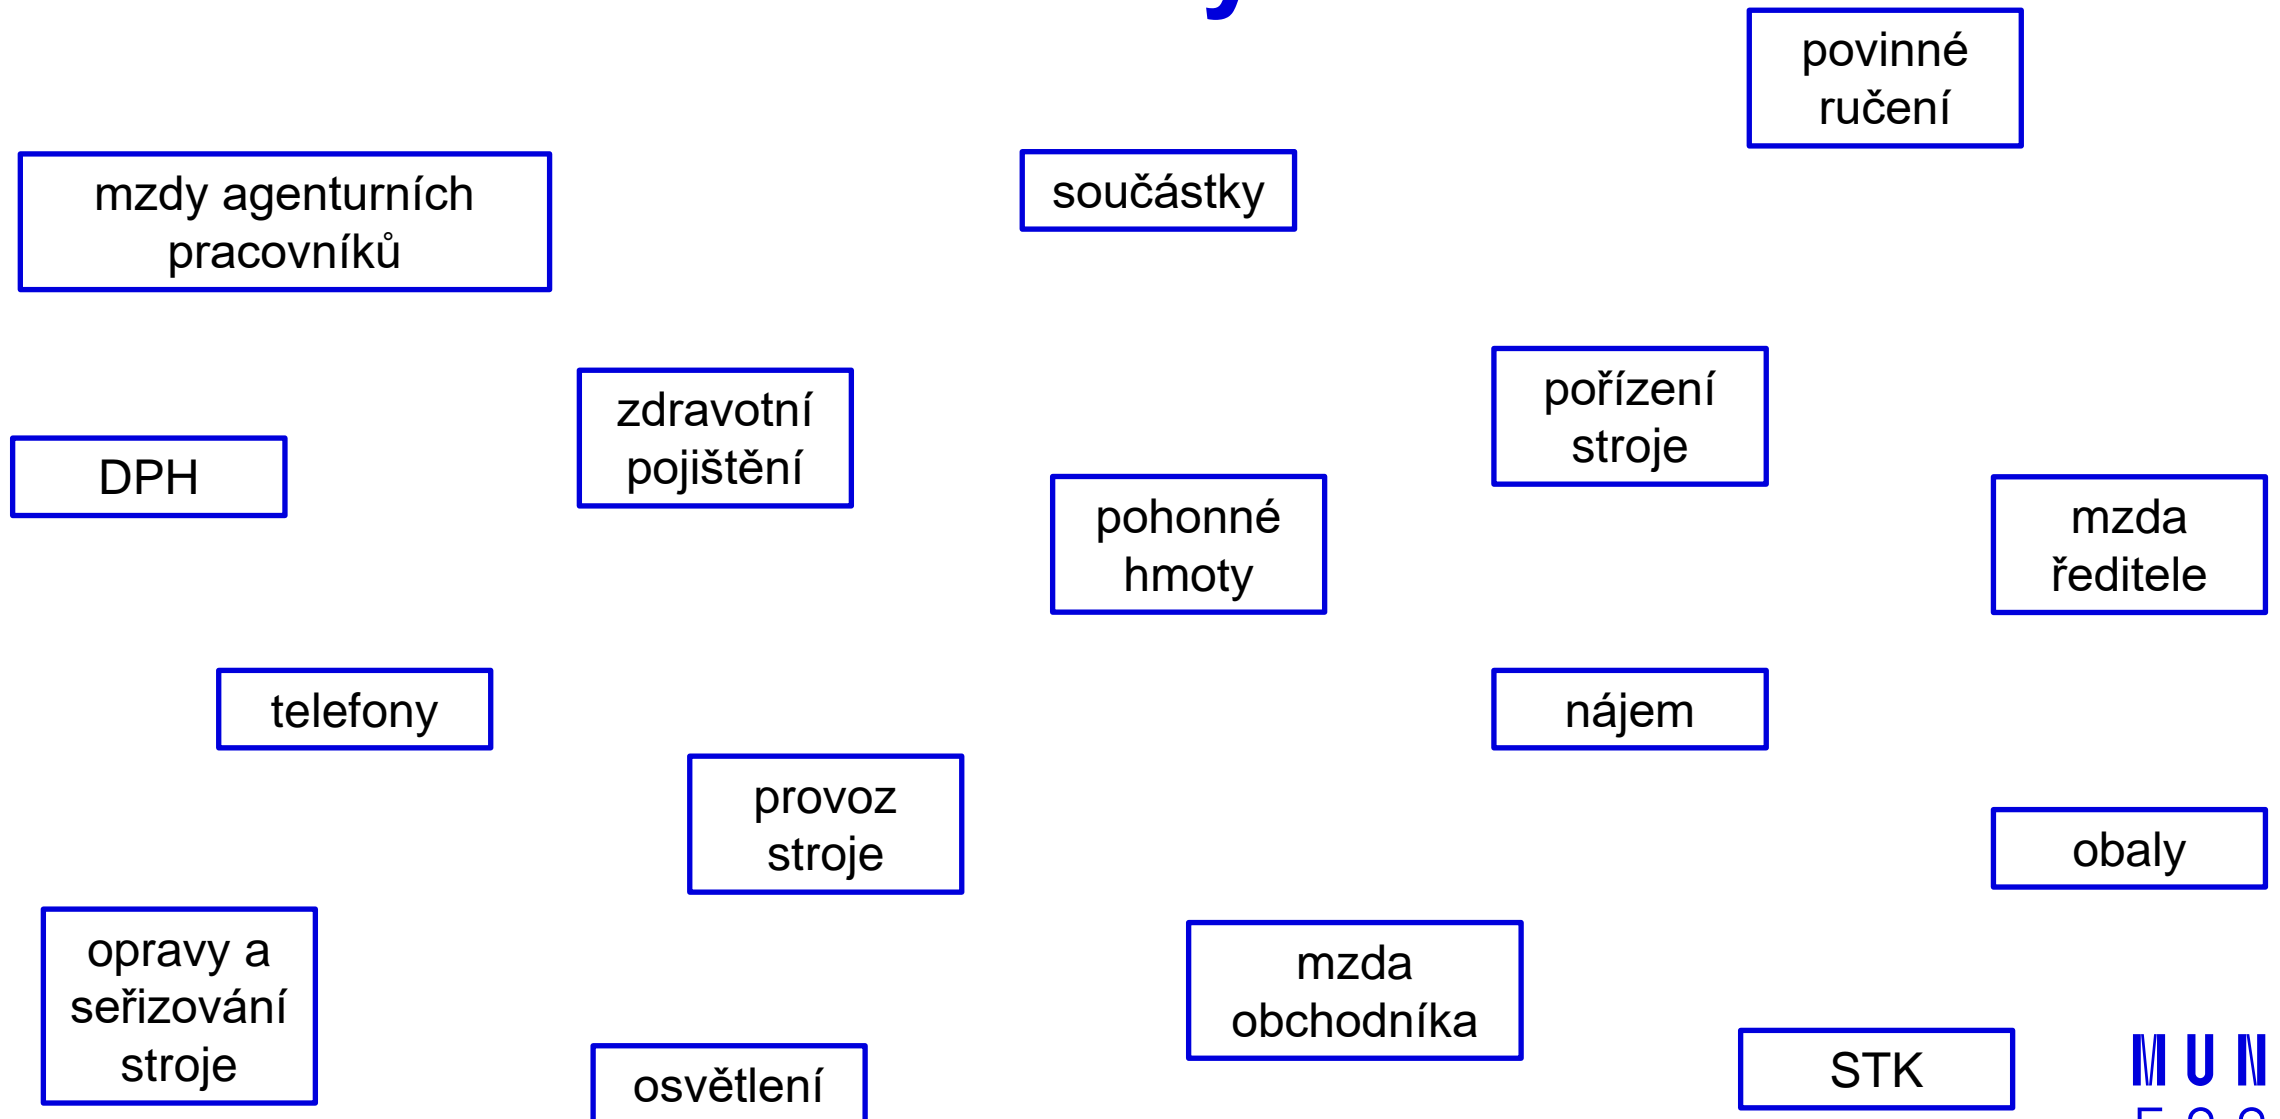 povinné
ručení
mzdy agenturních
pracovníků
součástky
zdravotní
pojištění
pořízení
stroje
DPH
pohonné
hmoty
mzda
ředitele
telefony
nájem
provoz
stroje
obaly
opravy a
seřizování
stroje
mzda
obchodníka
osvětlení
STK
MUN